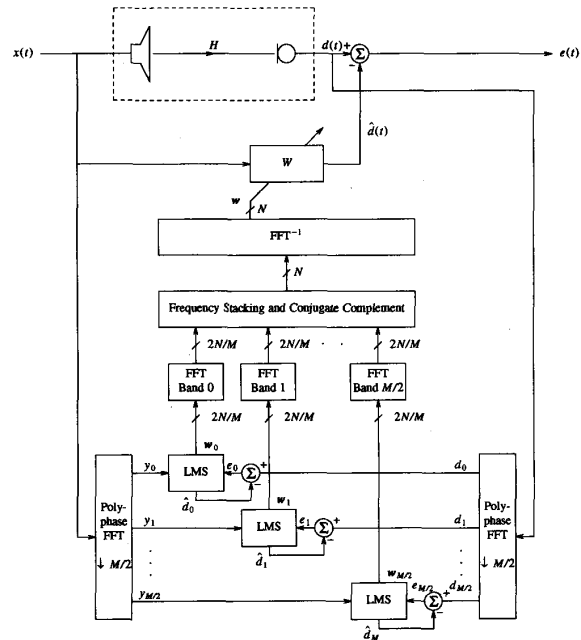 x(t)
H
d(t)
+
Σ
−
e(t)
d̂(t)
W
w
N
FFT⁻¹
N
Frequency Stacking and Conjugate Complement
2N/M
2N/M
. .
2N/M
FFT
Band 0
FFT
Band 1
FFT
Band M/2
2N/M
2N/M
2N/M
w₀
y₀
LMS
e₀
Σ
+
−
d₀
d̂₀
w₁
y₁
LMS
e₁
Σ
+
−
d₁
d̂₁
Poly-
phase
FFT
↓ M/2
Poly-
phase
FFT
↓ M/2
w_{M/2}
y_{M/2}
LMS
e_{M/2}
Σ
+
−
d_{M/2}
d̂_M